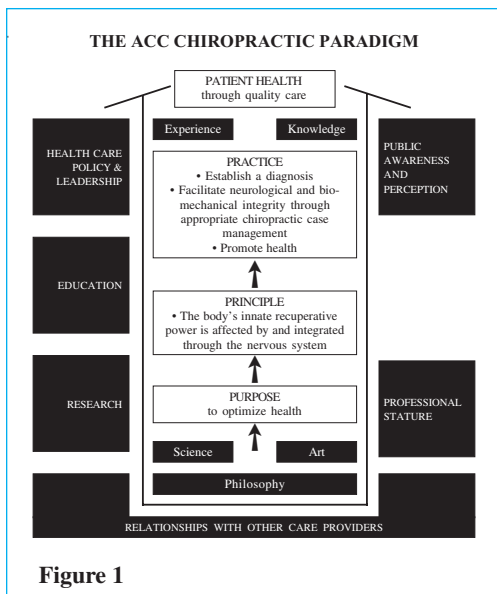 THE ACC CHIROPRACTIC PARADIGM
PATIENT HEALTH
through quality care
Experience
Knowledge
HEALTH CARE
POLICY &
LEADERSHIP
PUBLIC
AWARENESS
AND
PERCEPTION
PRACTICE
• Establish a diagnosis
• Facilitate neurological and bio-
mechanical integrity through
appropriate chiropractic case
management
• Promote health
EDUCATION
PRINCIPLE
• The body's innate recuperative
power is affected by and integrated
through the nervous system
RESEARCH
PURPOSE
to optimize health
PROFESSIONAL
STATURE
Science
Art
Philosophy
RELATIONSHIPS WITH OTHER CARE PROVIDERS
Figure 1